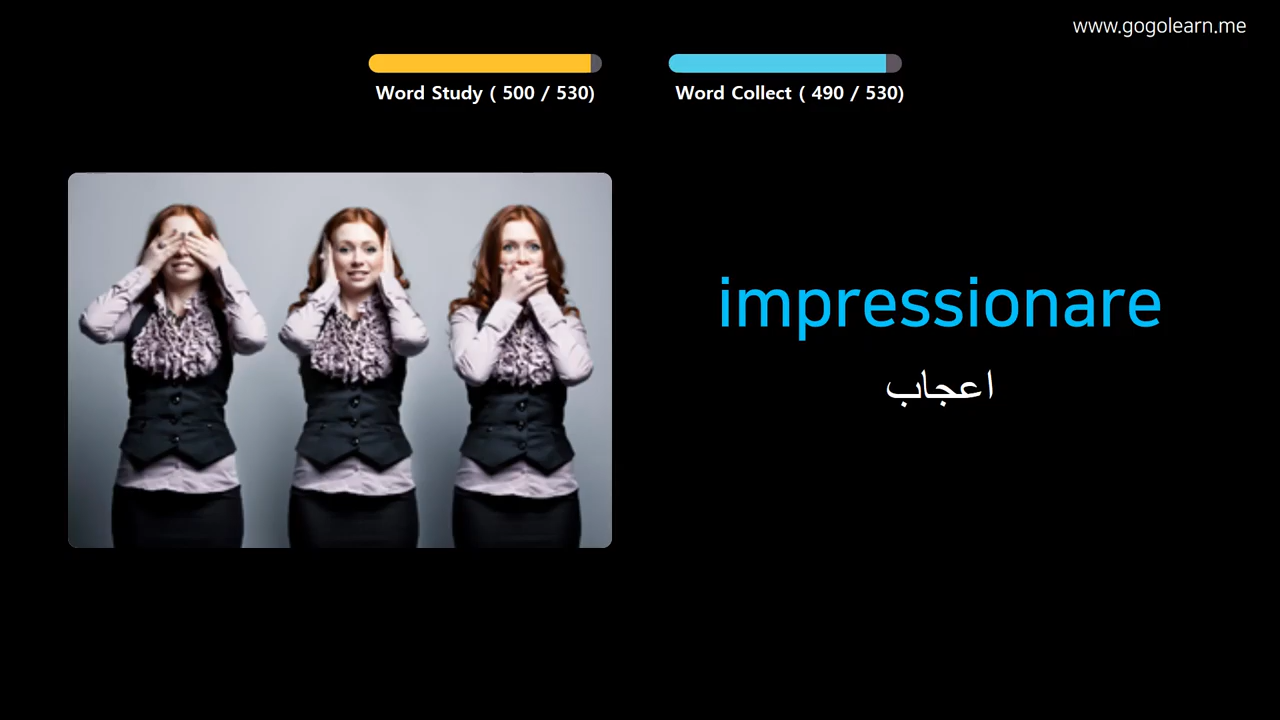 www.gogolearn.me
Word Study ( 500 / 530)
Word Collect ( 490 / 530)
impressionare
اعجاب